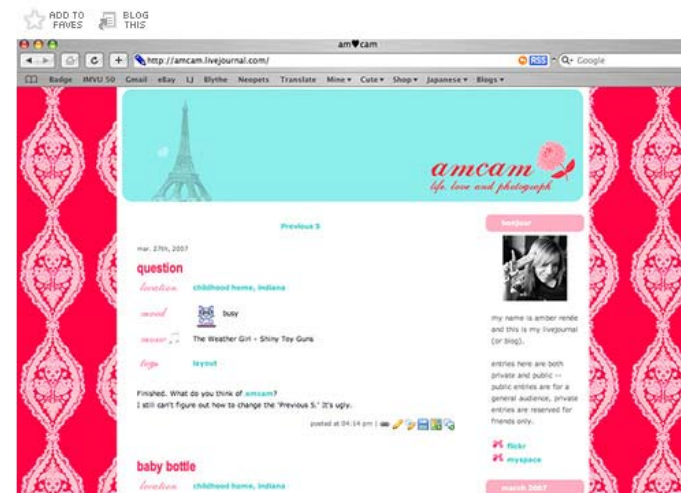 ADD TO FAVES
BLOG THIS
am♥cam
http://amcam.livejournal.com/
RSS
Google
Badge IMVU 50 Gmail eBay LJ Blythe Neopets Translate Mine Cute Shop Japanese Blogs
amcam
life, love and photograph
Previous 5
bonjour
mar. 27th, 2007
question
location childhood home, indiana
mood busy
music The Weather Girl - Shiny Toy Guns
tags layout
Finished. What do you think of amcam?
I still can't figure out how to change the 'Previous 5.' It's ugly.
posted at 04:14 pm |
my name is amber renée
and this is my livejournal
(or blog).
entries here are both
private and public --
public entries are for a
general audience, private
entries are reserved for
friends only.
flickr
myspace
baby bottle
location childhood home, indiana
march 2007